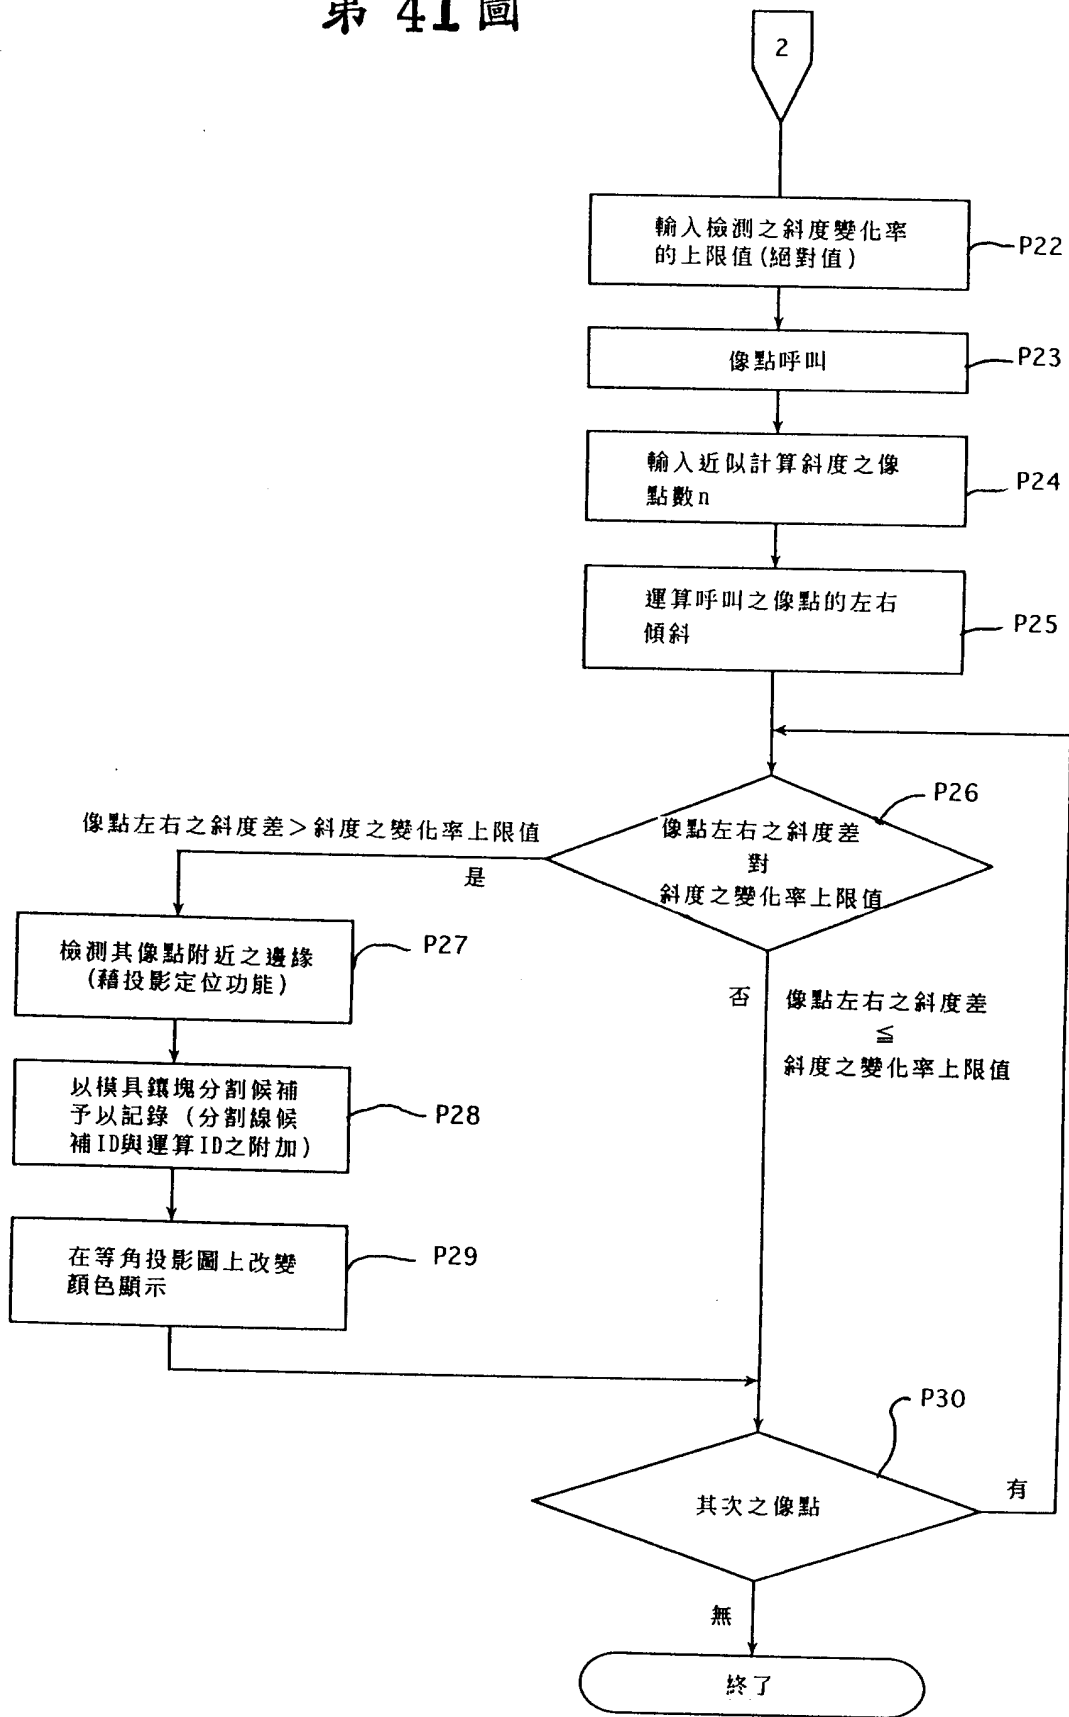 第 41 圖
2
輸入檢測之斜度變化率
的上限值(絕對值)
P22
像點呼叫
P23
輸入近似計算斜度之像
點數n
P24
運算呼叫之像點的左右
傾斜
P25
P26
像點左右之斜度差
對
斜度之變化率上限值
像點左右之斜度差>斜度之變化率上限值
是
檢測其像點附近之邊緣
(藉投影定位功能)
P27
否
像點左右之斜度差
≦
斜度之變化率上限值
以模具鑲塊分割候補
予以記錄(分割線候
補ID與運算ID之附加)
P28
在等角投影圖上改變
顏色顯示
P29
P30
其次之像點
有
無
終了